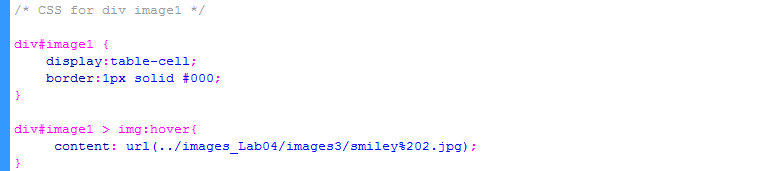 /* CSS for div image1 */
div#image1 {
display:table-cell;
border:1px solid #000;
}
div#image1 > img:hover{
content: url(../images_Lab04/images3/smiley%202.jpg);
}